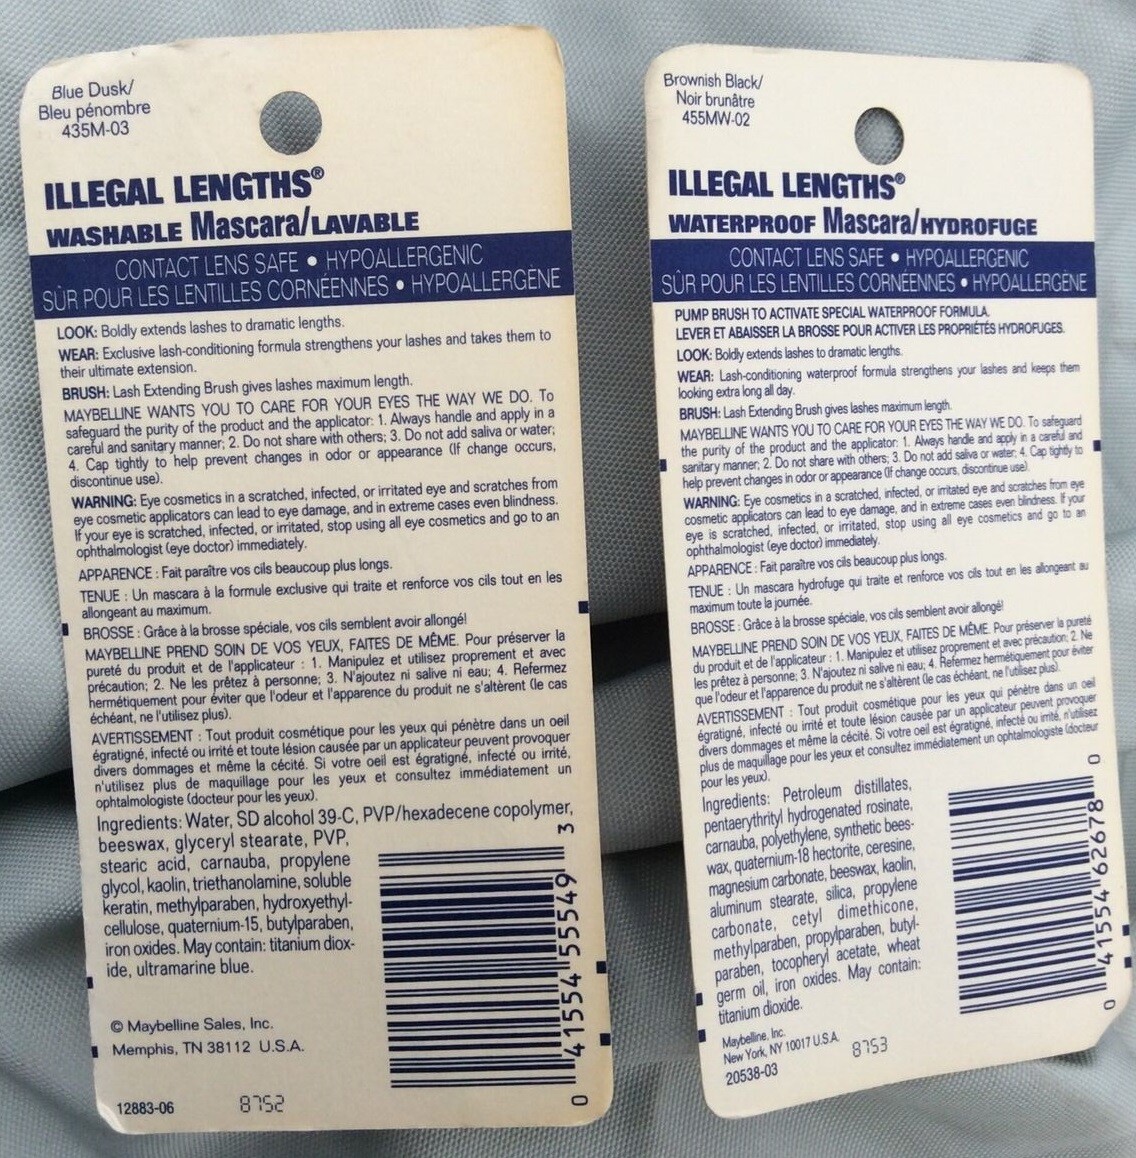 Blue Dusk/
Bleu pénombre
435M-03
ILLEGAL LENGTHS®
WASHABLE Mascara/LAVABLE
CONTACT LENS SAFE • HYPOALLERGENIC
SÛR POUR LES LENTILLES CORNÉENNES • HYPOALLERGÈNE
LOOK: Boldly extends lashes to dramatic lengths.
WEAR: Exclusive lash-conditioning formula strengthens your lashes and takes them to
their ultimate extension.
BRUSH: Lash Extending Brush gives lashes maximum length.
MAYBELLINE WANTS YOU TO CARE FOR YOUR EYES THE WAY WE DO. To
safeguard the purity of the product and the applicator: 1. Always handle and apply in a
careful and sanitary manner; 2. Do not share with others; 3. Do not add saliva or water;
4. Cap tightly to help prevent changes in odor or appearance (If change occurs,
discontinue use).
WARNING: Eye cosmetics in a scratched, infected, or irritated eye and scratches from
eye cosmetic applicators can lead to eye damage, and in extreme cases even blindness.
If your eye is scratched, infected, or irritated, stop using all eye cosmetics and go to an
ophthalmologist (eye doctor) immediately.
APPARENCE : Fait paraître vos cils beaucoup plus longs.
TENUE : Un mascara à la formule exclusive qui traite et renforce vos cils tout en les
allongeant au maximum.
BROSSE : Grâce à la brosse spéciale, vos cils semblent avoir allongé!
MAYBELLINE PREND SOIN DE VOS YEUX, FAITES DE MÊME. Pour préserver la
pureté du produit et de l'applicateur : 1. Manipulez et utilisez proprement et avec
précaution; 2. Ne les prêtez à personne; 3. N'ajoutez ni salive ni eau; 4. Refermez
hermétiquement pour éviter que l'odeur et l'apparence du produit ne s'altèrent (le cas
échéant, ne l'utilisez plus).
AVERTISSEMENT : Tout produit cosmétique pour les yeux qui pénètre dans un oeil
égratigné, infecté ou irrité et toute lésion causée par un applicateur peuvent provoquer
divers dommages et même la cécité. Si votre oeil est égratigné, infecté ou irrité,
n'utilisez plus de maquillage pour les yeux et consultez immédiatement un
ophtalmologiste (docteur pour les yeux).
Ingredients: Water, SD alcohol 39-C, PVP/hexadecene copolymer,
beeswax, glyceryl stearate, PVP,
stearic acid, carnauba, propylene
glycol, kaolin, triethanolamine, soluble
keratin, methylparaben, hydroxyethyl-
cellulose, quaternium-15, butylparaben,
iron oxides. May contain: titanium diox-
ide, ultramarine blue.
© Maybelline Sales, Inc.
Memphis, TN 38112 U.S.A.
12883-06
8752
0 41554 55549 3
Brownish Black/
Noir brunâtre
455MW-02
ILLEGAL LENGTHS®
WATERPROOF Mascara/HYDROFUGE
CONTACT LENS SAFE • HYPOALLERGENIC
SÛR POUR LES LENTILLES CORNÉENNES • HYPOALLERGÈNE
PUMP BRUSH TO ACTIVATE SPECIAL WATERPROOF FORMULA.
LEVER ET ABAISSER LA BROSSE POUR ACTIVER LES PROPRIÉTÉS HYDROFUGES.
LOOK: Boldly extends lashes to dramatic lengths.
WEAR: Lash-conditioning waterproof formula strengthens your lashes and keeps them
looking extra long all day.
BRUSH: Lash Extending Brush gives lashes maximum length.
MAYBELLINE WANTS YOU TO CARE FOR YOUR EYES THE WAY WE DO. To safeguard
the purity of the product and the applicator: 1. Always handle and apply in a careful and
sanitary manner; 2. Do not share with others; 3. Do not add saliva or water; 4. Cap tightly to
help prevent changes in odor or appearance (If change occurs, discontinue use).
WARNING: Eye cosmetics in a scratched, infected, or irritated eye and scratches from eye
cosmetic applicators can lead to eye damage, and in extreme cases even blindness. If your
eye is scratched, infected, or irritated, stop using all eye cosmetics and go to an
ophthalmologist (eye doctor) immediately.
APPARENCE : Fait paraître vos cils beaucoup plus longs.
TENUE : Un mascara hydrofuge qui traite et renforce vos cils tout en les allongeant au
maximum toute la journée.
BROSSE : Grâce à la brosse spéciale, vos cils semblent avoir allongé!
MAYBELLINE PREND SOIN DE VOS YEUX, FAITES DE MÊME. Pour préserver la pureté
du produit et de l'applicateur : 1. Manipulez et utilisez proprement et avec précaution; 2. Ne
les prêtez à personne; 3. N'ajoutez ni salive ni eau; 4. Refermez hermétiquement pour éviter
que l'odeur et l'apparence du produit ne s'altèrent (le cas échéant, ne l'utilisez plus).
AVERTISSEMENT : Tout produit cosmétique pour les yeux qui pénètre dans un oeil
égratigné, infecté ou irrité et toute lésion causée par un applicateur peuvent provoquer
divers dommages et même la cécité. Si votre oeil est égratigné, infecté ou irrité, n'utilisez
plus de maquillage pour les yeux et consultez immédiatement un ophtalmologiste (docteur
pour les yeux).
Ingredients: Petroleum distillates,
pentaerythrityl hydrogenated rosinate,
carnauba, polyethylene, synthetic bees-
wax, quaternium-18 hectorite, ceresine,
magnesium carbonate, beeswax, kaolin,
aluminum stearate, silica, propylene
carbonate, cetyl dimethicone,
methylparaben, propylparaben, butyl-
paraben, tocopheryl acetate, wheat
germ oil, iron oxides. May contain:
titanium dioxide.
Maybelline, Inc.
New York, NY 10017 U.S.A.
20538-03
8753
0 41554 62678 0